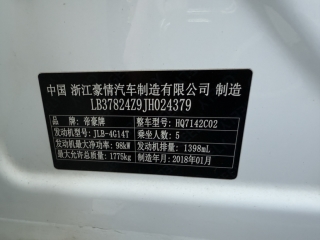 中国 浙江豪情汽车制造有限公司 制造
LB37824Z9JH024379
品牌：帝豪牌 整车型号：HQ7142C02
发动机型号：JLB-4G14T 乘坐人数：5
发动机最大净功率：98kW 发动机排量：1398mL
最大允许总质量：1775kg 制造年月：2018年01月